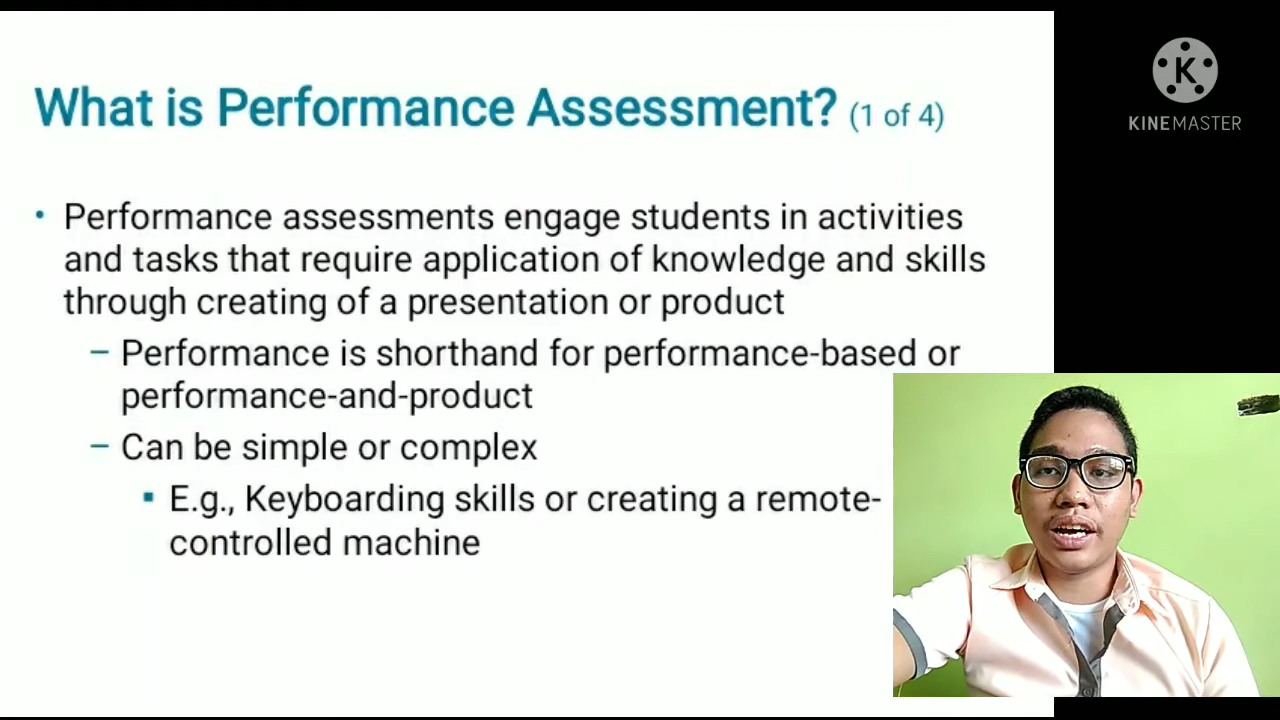 What is Performance Assessment? (1 of 4)
• Performance assessments engage students in activities
and tasks that require application of knowledge and skills
through creating of a presentation or product
– Performance is shorthand for performance-based or
performance-and-product
– Can be simple or complex
▪ E.g., Keyboarding skills or creating a remote-
controlled machine
K
KINEMASTER